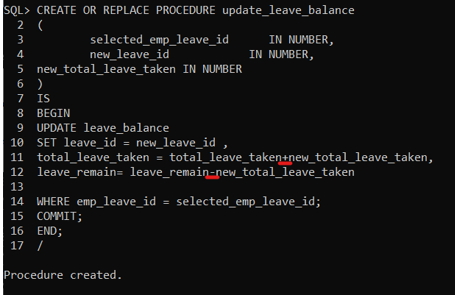 SQL> CREATE OR REPLACE PROCEDURE update_leave_balance
2 (
3 selected_emp_leave_id IN NUMBER,
4 new_leave_id IN NUMBER,
5 new_total_leave_taken IN NUMBER
6 )
7 IS
8 BEGIN
9 UPDATE leave_balance
10 SET leave_id = new_leave_id ,
11 total_leave_taken = total_leave_taken+new_total_leave_taken,
12 leave_remain= leave_remain-new_total_leave_taken
13
14 WHERE emp_leave_id = selected_emp_leave_id;
15 COMMIT;
16 END;
17 /
Procedure created.